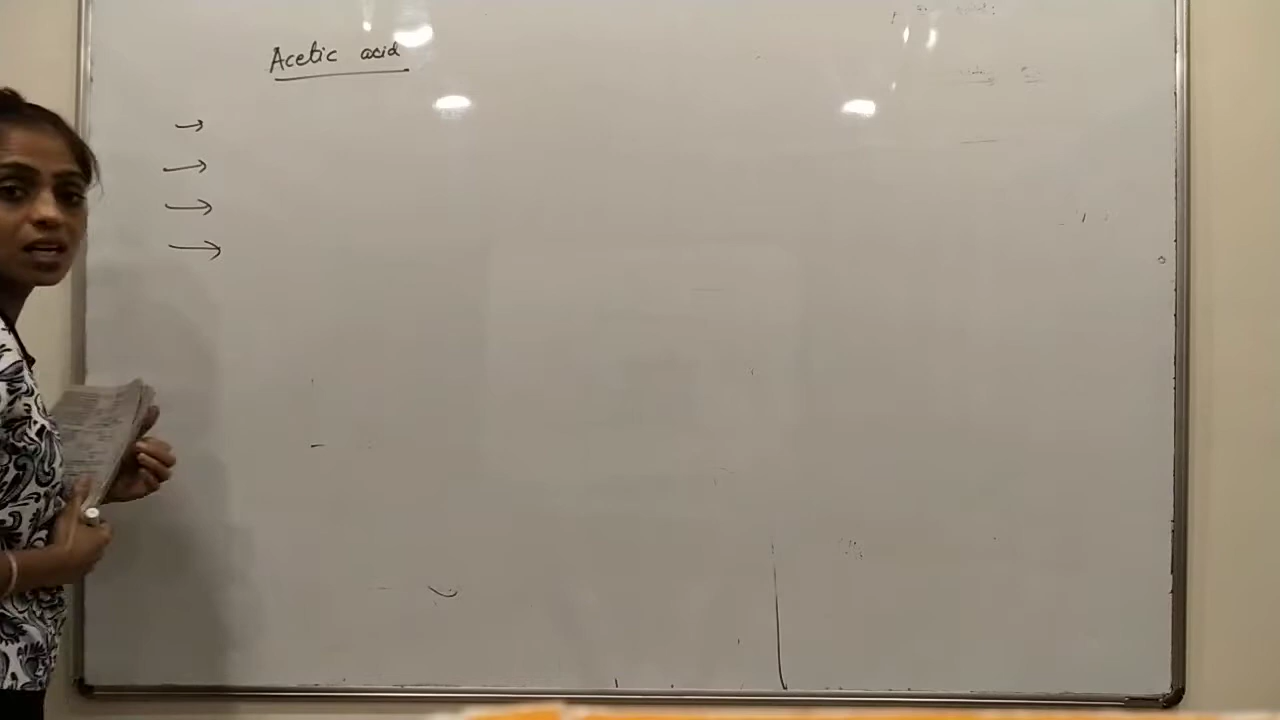 Acetic acid
→
→
→
→